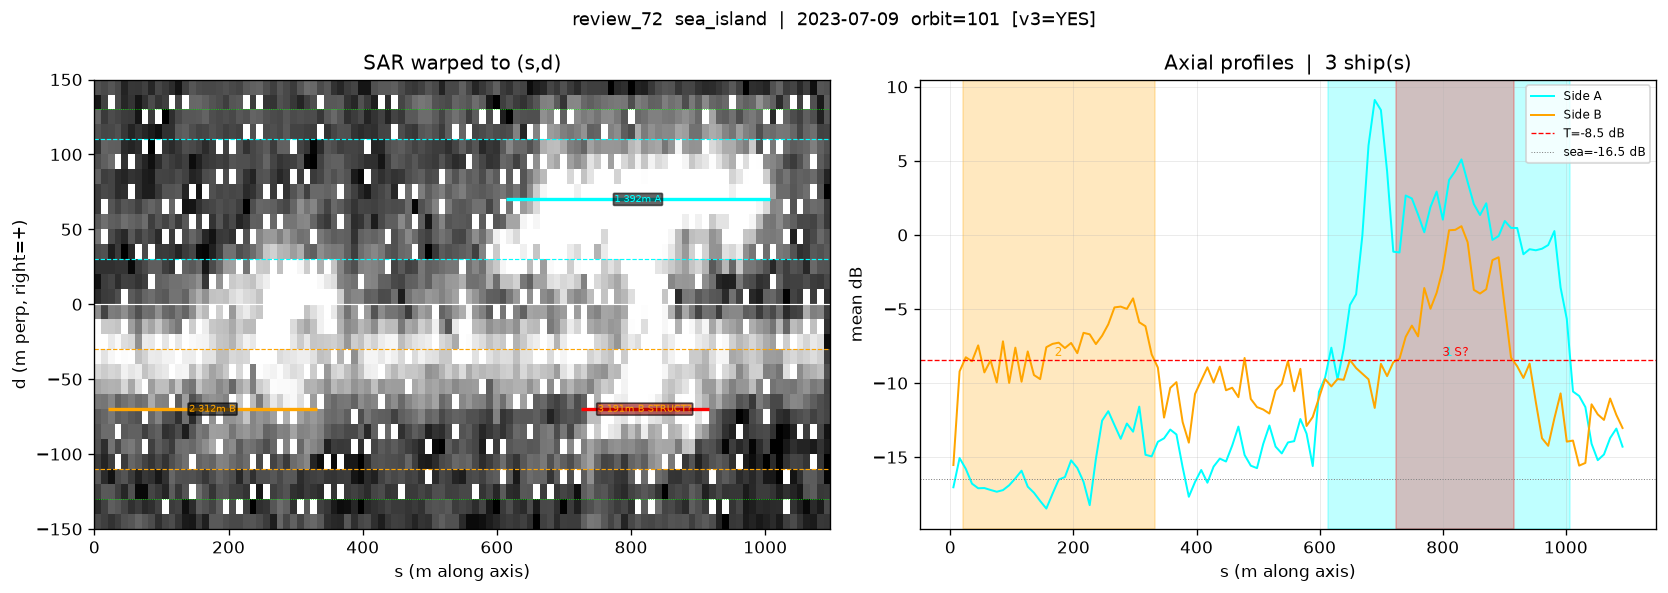 review_72  sea_island  |  2023-07-09  orbit=101  [v3=YES]
SAR warped to (s,d)
150
100
50
0
−50
−100
−150
d (m perp, right=+)
1 392m A
2 312m B
3 191m B STRUCT?
0
200
400
600
800
1000
s (m along axis)
Axial profiles  |  3 ship(s)
10
5
0
−5
−10
−15
mean dB
Side A
Side B
T=-8.5 dB
sea=-16.5 dB
2
3 S?
0
200
400
600
800
1000
s (m along axis)